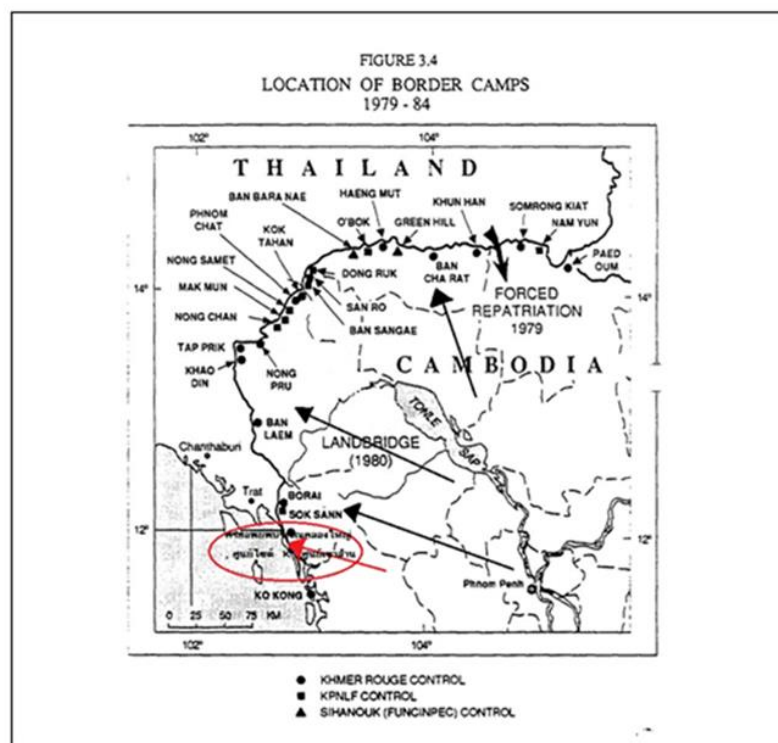 FIGURE 3.4
LOCATION OF BORDER CAMPS
1979 - 84
102°
104°
THAILAND
BAN BARA NAE
HAENG MUT
KHUN HAN
SOMRONG KIAT
PHNOM
CHAT
KOK
TAHAN
O'BOK
GREEN HILL
NAM YUN
NONG SAMET
DONG RUK
BAN
CHA RAT
PAED
OUM
14°
14°
MAK MUN
SAN RO
FORCED
REPATRIATION
1979
NONG CHAN
BAN SANGAE
TAP PRIK
CAMBODIA
KHAO
DIN
NONG
PRU
TONLE
SAP
BAN
LAEM
LANDBRIDGE
(1980)
Chanthaburi
Trat
BORAI
SOK SANN
12°
12°
Phnom Penh
KO KONG
0 25 50 75 KM
102°
104°
KHMER ROUGE CONTROL
KPNLF CONTROL
SIHANOUK (FUNCINPEC) CONTROL